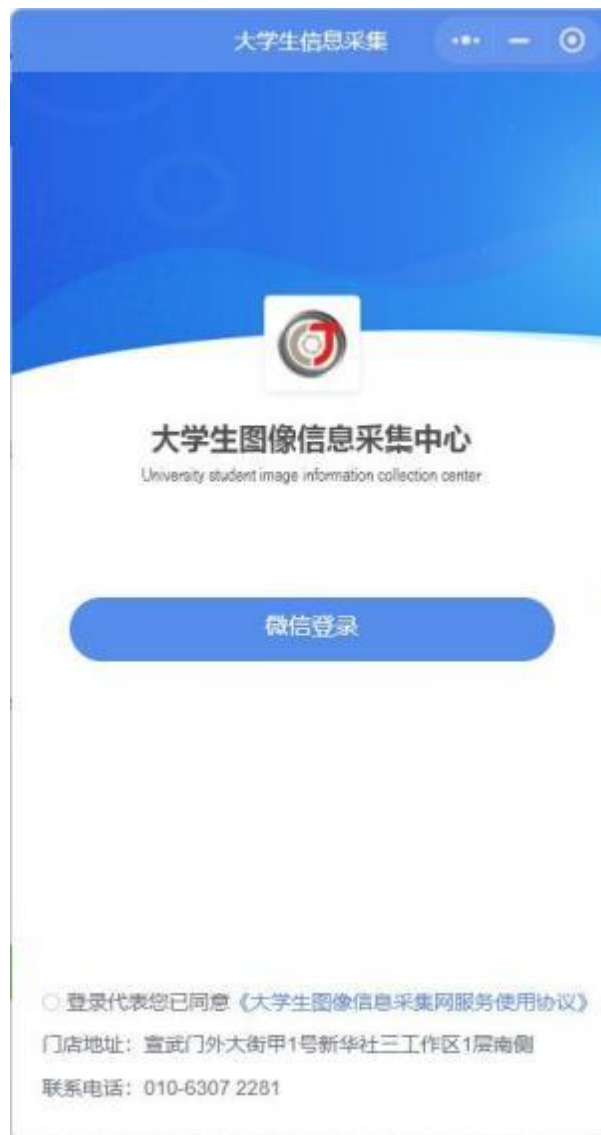 大学生信息采集
大学生图像信息采集中心
University student image information collection center
微信登录
登录代表您已同意《大学生图像信息采集网服务使用协议》
门店地址：宣武门外大街甲1号新华社三工作区1层南侧
联系电话：010-6307 2281